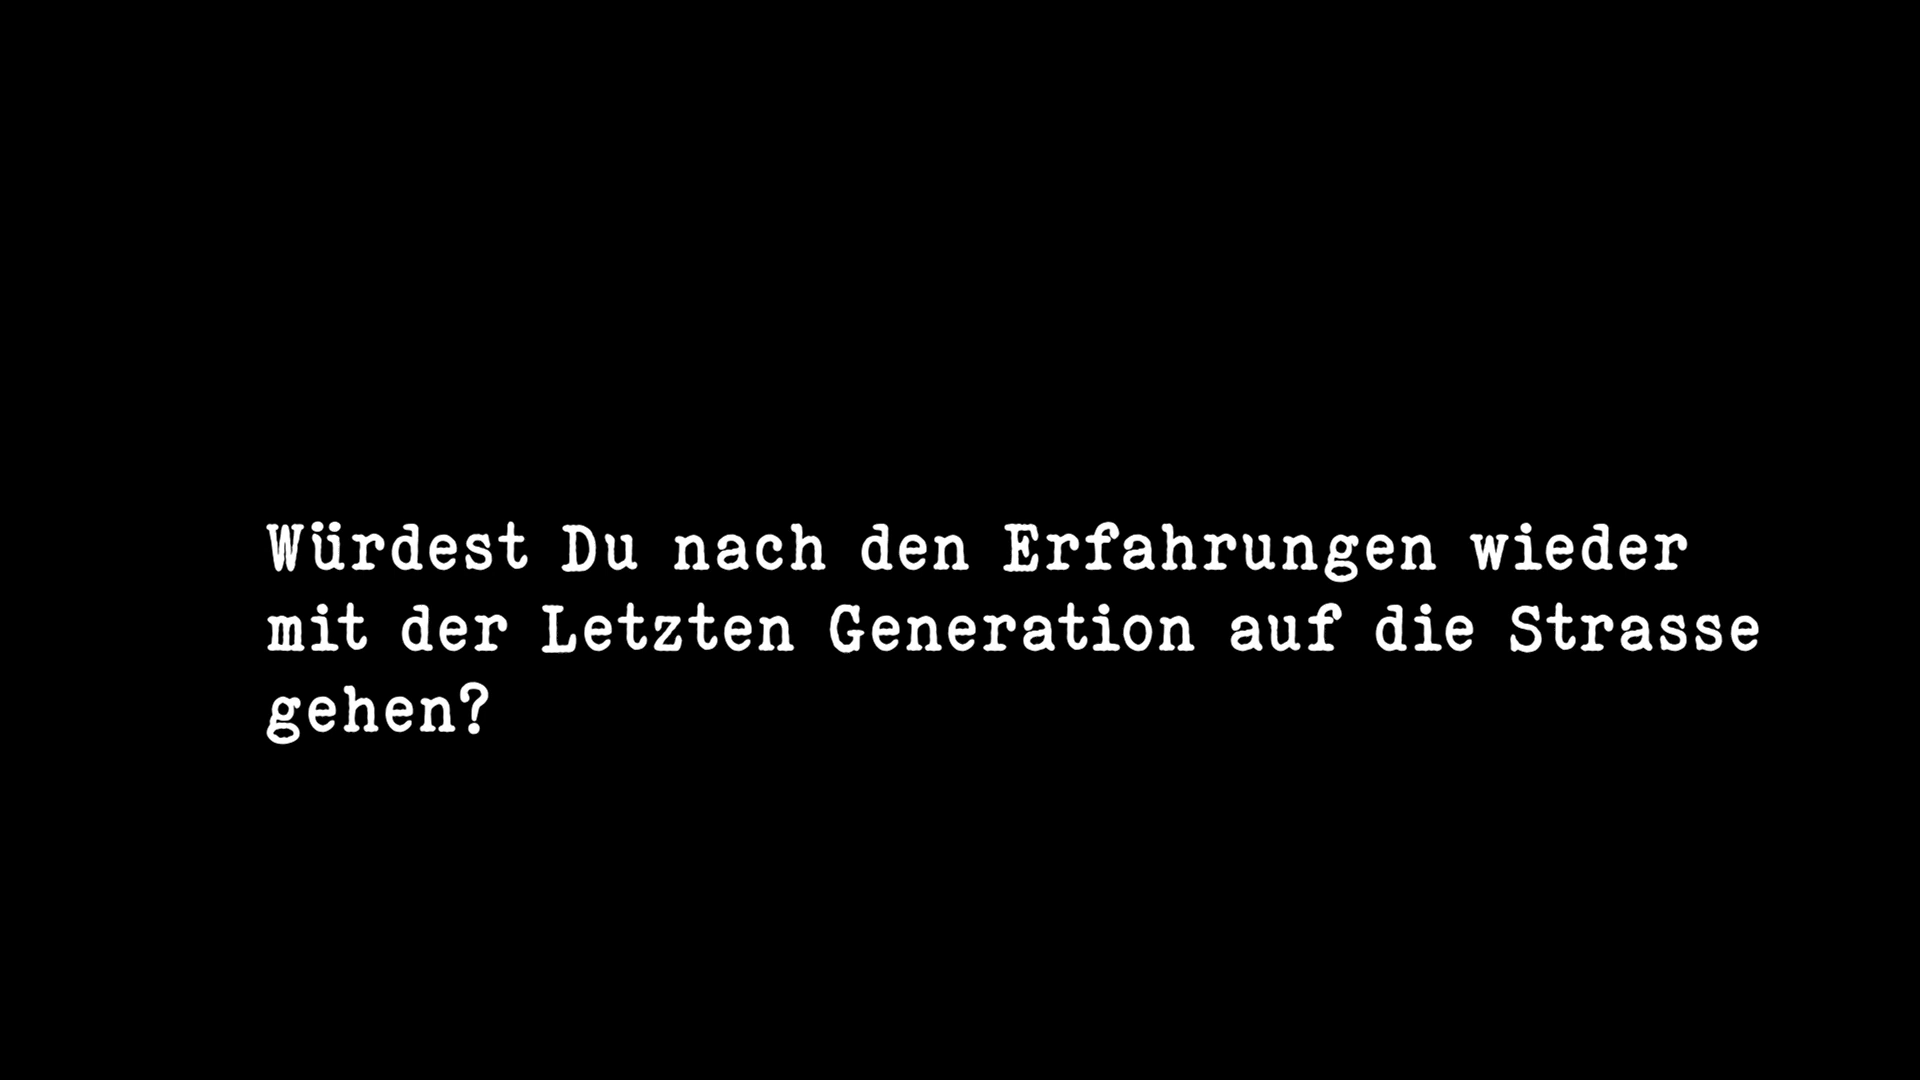 Würdest Du nach den Erfahrungen wieder
mit der Letzten Generation auf die Strasse
gehen?